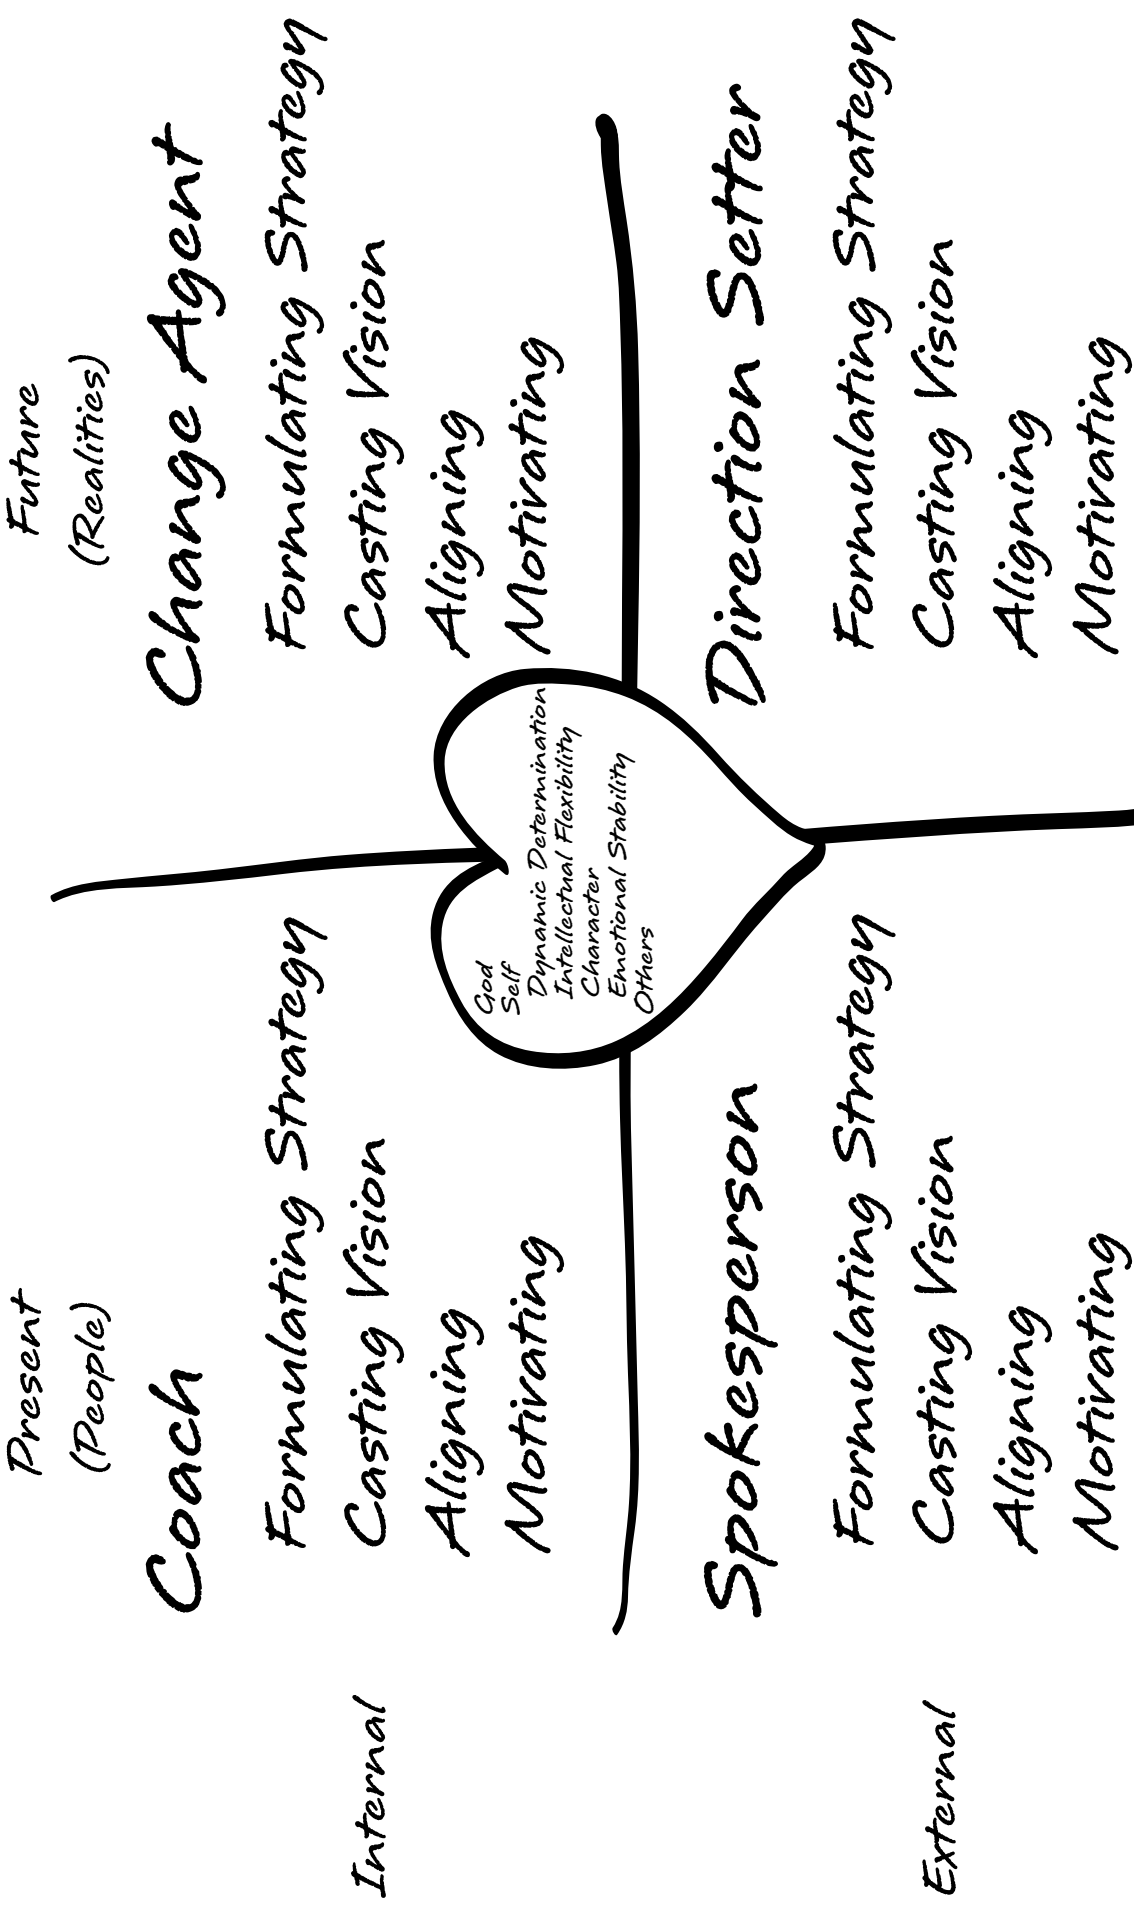 Present
(People)
Future
(Realities)
Internal
Coach
Formulating Strategy
Casting Vision
Aligning
Motivating
Change Agent
Formulating Strategy
Casting Vision
Aligning
Motivating
God
Self
Dynamic Determination
Intellectual Flexibility
Character
Emotional Stability
Others
External
Spokesperson
Formulating Strategy
Casting Vision
Aligning
Motivating
Direction Setter
Formulating Strategy
Casting Vision
Aligning
Motivating